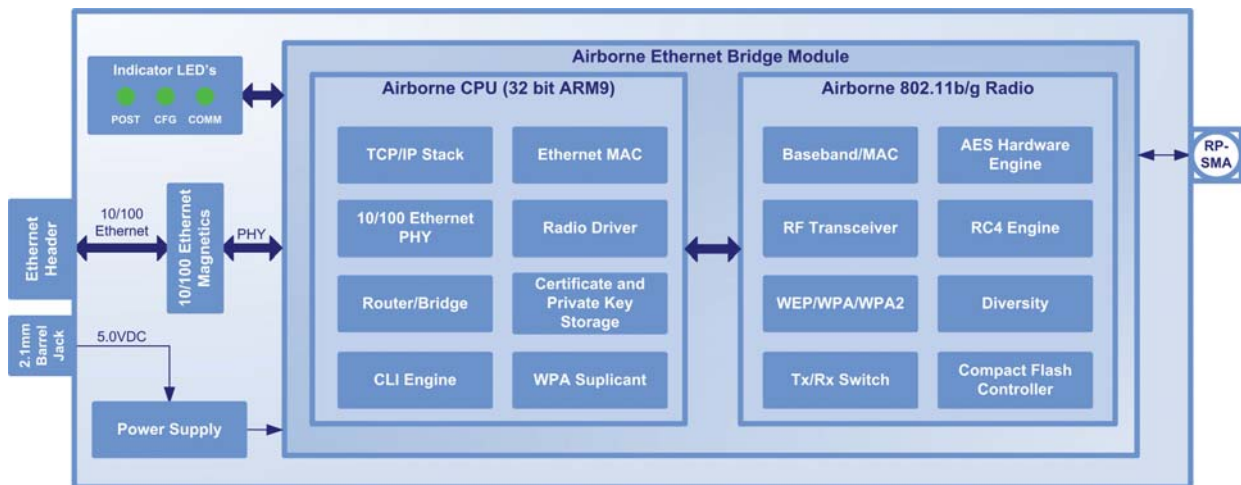 Airborne Ethernet Bridge Module
Indicator LED's
POST CFG COMM
Airborne CPU (32 bit ARM9)
TCP/IP Stack
Ethernet MAC
10/100 Ethernet
PHY
Radio Driver
Router/Bridge
Certificate and
Private Key
Storage
CLI Engine
WPA Suplicant
Airborne 802.11b/g Radio
Baseband/MAC
AES Hardware
Engine
RF Transceiver
RC4 Engine
WEP/WPA/WPA2
Diversity
Tx/Rx Switch
Compact Flash
Controller
RP-
SMA
Ethernet
Header
10/100
Ethernet
10/100 Ethernet
Magnetics
PHY
2.1mm
Barrel
Jack
5.0VDC
Power Supply